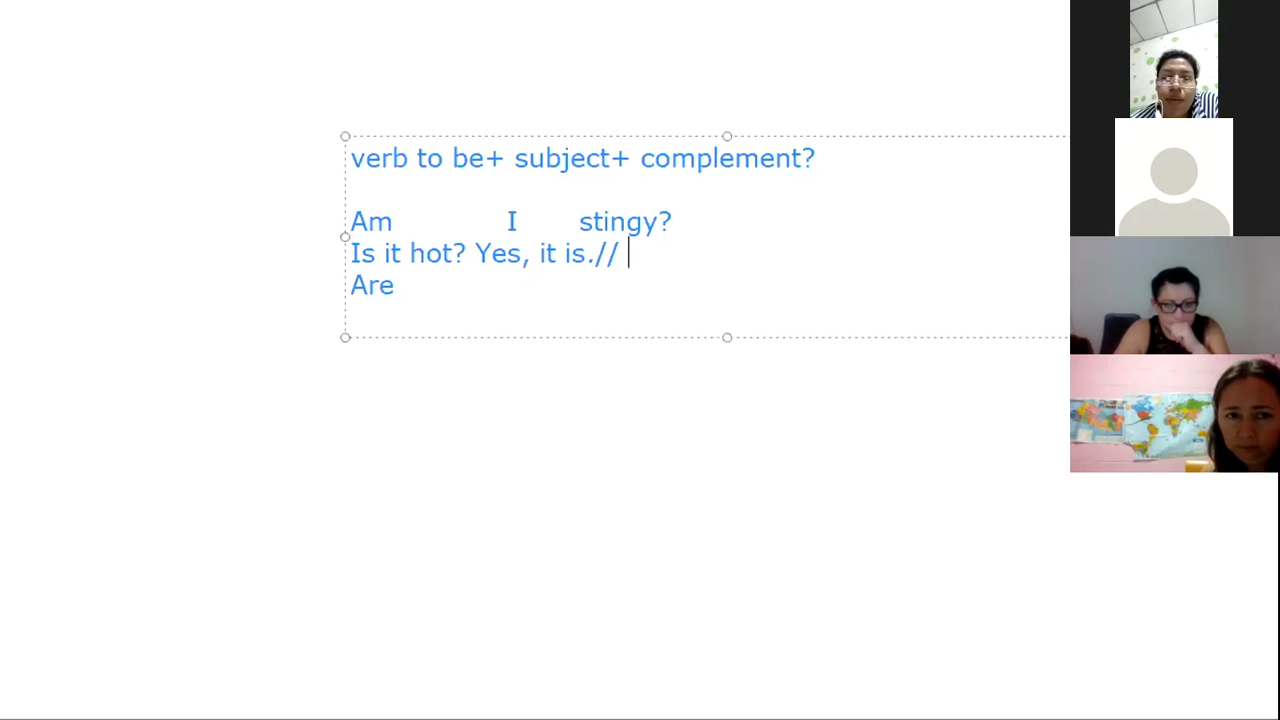 verb to be+ subject+ complement?
Am I stingy?
Is it hot? Yes, it is.//
Are